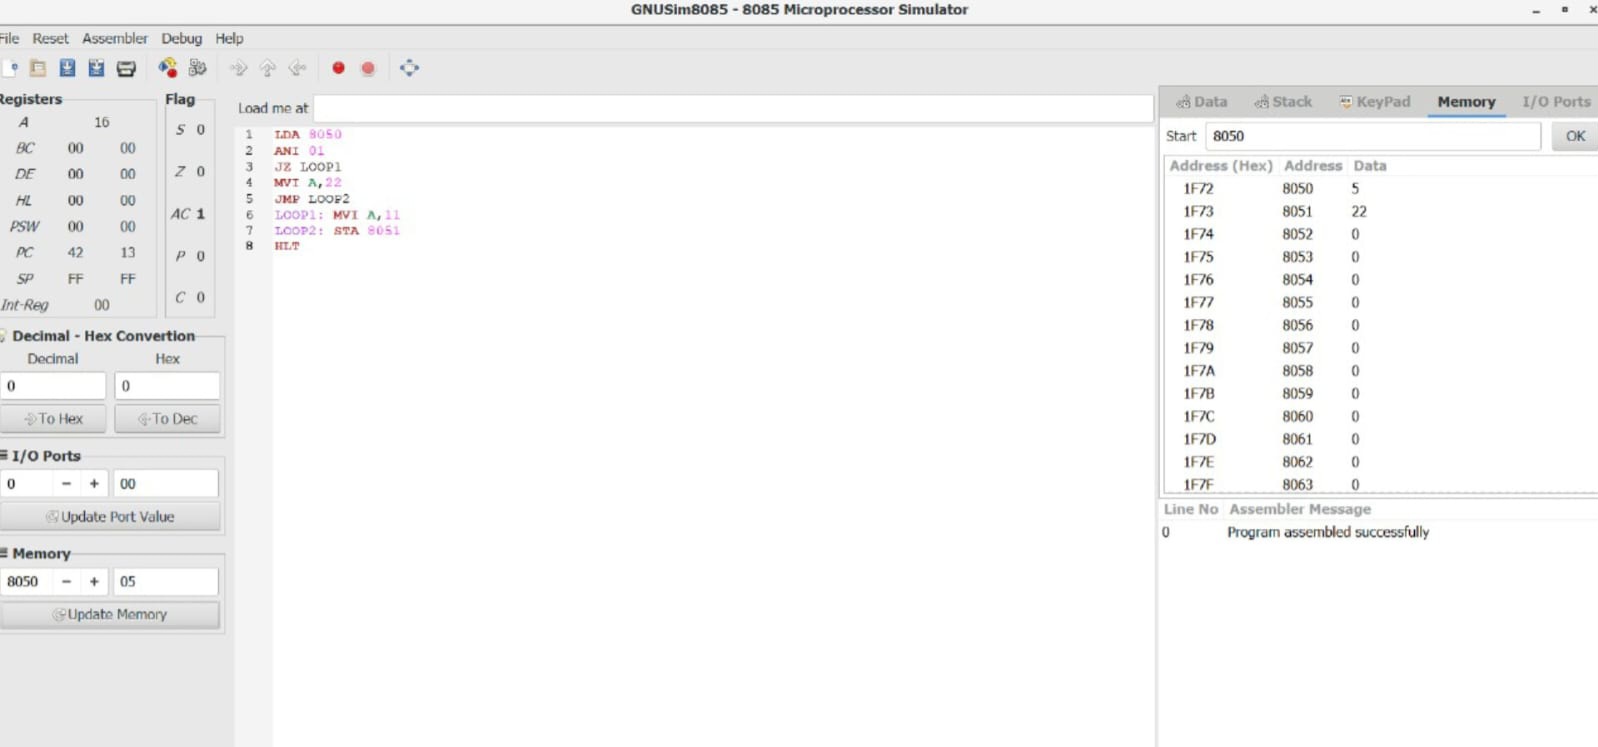 GNUSim8085 - 8085 Microprocessor Simulator
File Reset Assembler Debug Help
Registers
A 16
BC 00 00
DE 00 00
HL 00 00
PSW 00 00
PC 42 13
SP FF FF
Int-Reg 00
Flag
S 0
Z 0
AC 1
P 0
C 0
Decimal - Hex Convertion
Decimal Hex
0 0
To Hex To Dec
I/O Ports
0 - + 00
Update Port Value
Memory
8050 - + 05
Update Memory
Load me at
1 LDA 8050
2 ANI 01
3 JZ LOOP1
4 MVI A,22
5 JMP LOOP2
6 LOOP1: MVI A,11
7 LOOP2: STA 8051
8 HLT
Data Stack KeyPad Memory I/O Ports
Start 8050 OK
Address (Hex) Address Data
1F72 8050 5
1F73 8051 22
1F74 8052 0
1F75 8053 0
1F76 8054 0
1F77 8055 0
1F78 8056 0
1F79 8057 0
1F7A 8058 0
1F7B 8059 0
1F7C 8060 0
1F7D 8061 0
1F7E 8062 0
1F7F 8063 0
Line No Assembler Message
0 Program assembled successfully